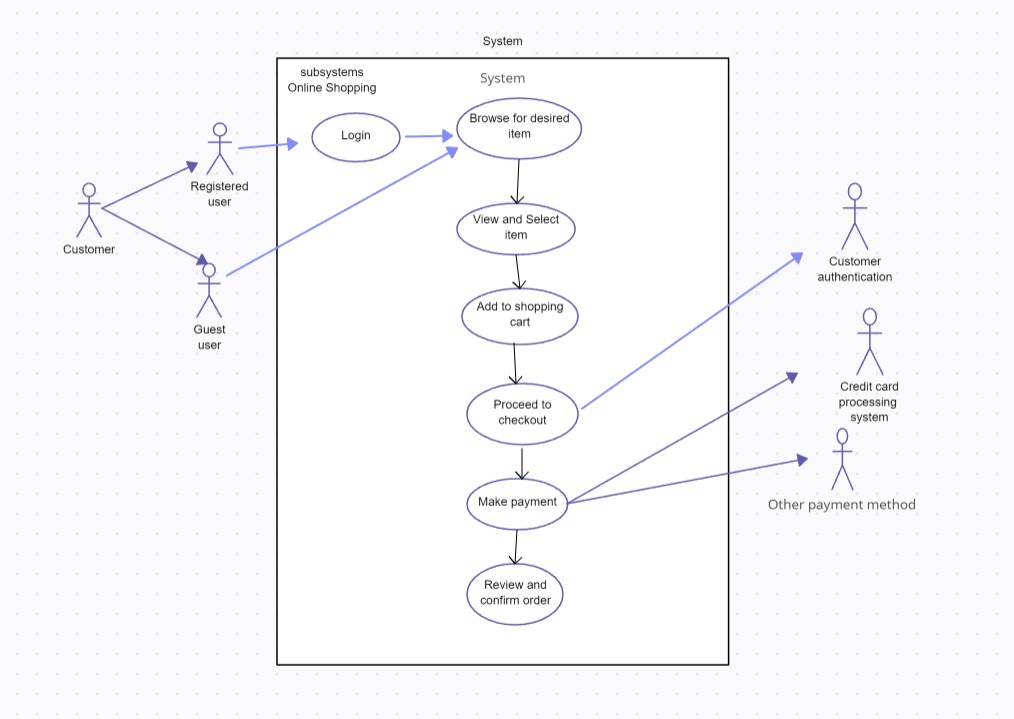 System
subsystems
Online Shopping
System
Login
Browse for desired
item
Registered
user
Customer
View and Select
item
Guest
user
Add to shopping
cart
Customer
authentication
Proceed to
checkout
Credit card
processing
system
Make payment
Other payment method
Review and
confirm order